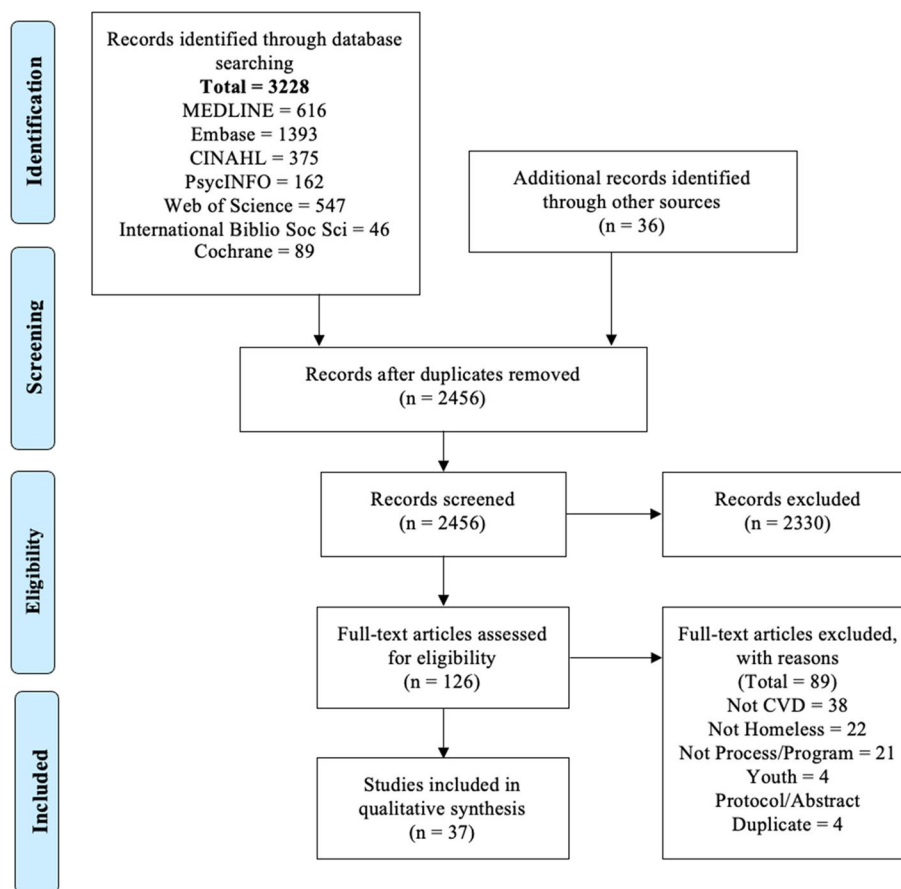 Identification
Records identified through database
searching
Total = 3228
MEDLINE = 616
Embase = 1393
CINAHL = 375
PsycINFO = 162
Web of Science = 547
International Biblio Soc Sci = 46
Cochrane = 89
Additional records identified
through other sources
(n = 36)
Screening
Records after duplicates removed
(n = 2456)
Eligibility
Records screened
(n = 2456)
Records excluded
(n = 2330)
Full-text articles assessed
for eligibility
(n = 126)
Full-text articles excluded,
with reasons
(Total = 89)
Not CVD = 38
Not Homeless = 22
Not Process/Program = 21
Youth = 4
Protocol/Abstract
Duplicate = 4
Included
Studies included in
qualitative synthesis
(n = 37)